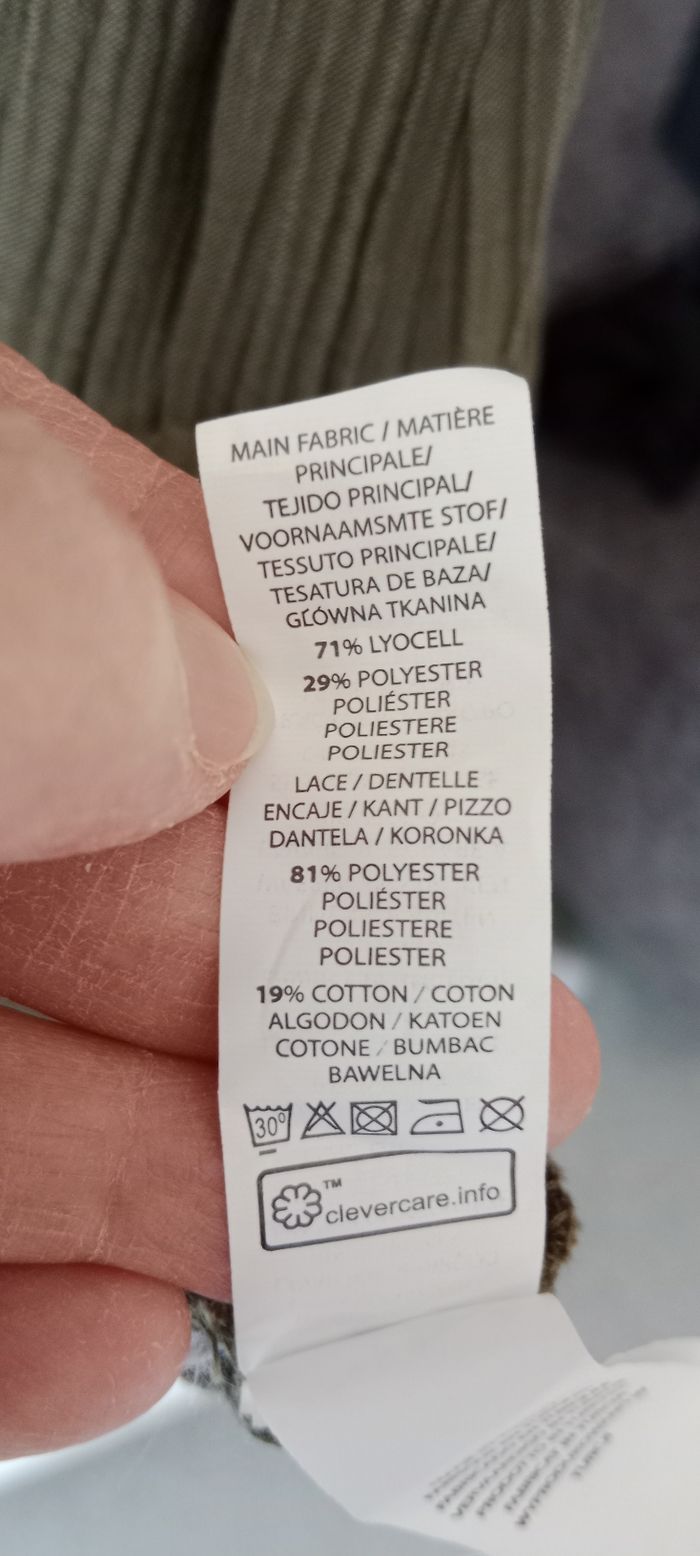 MAIN FABRIC / MATIÈRE
PRINCIPALE/
TEJIDO PRINCIPAL/
VOORNAAMSMTE STOF/
TESSUTO PRINCIPALE/
TESATURA DE BAZA/
GŁÓWNA TKANINA
71% LYOCELL
29% POLYESTER
POLIÉSTER
POLIESTERE
POLIESTER
LACE / DENTELLE
ENCAJE / KANT / PIZZO
DANTELA / KORONKA
81% POLYESTER
POLIÉSTER
POLIESTERE
POLIESTER
19% COTTON / COTON
ALGODON / KATOEN
COTONE / BUMBAC
BAWELNA
30°
™
clevercare.info